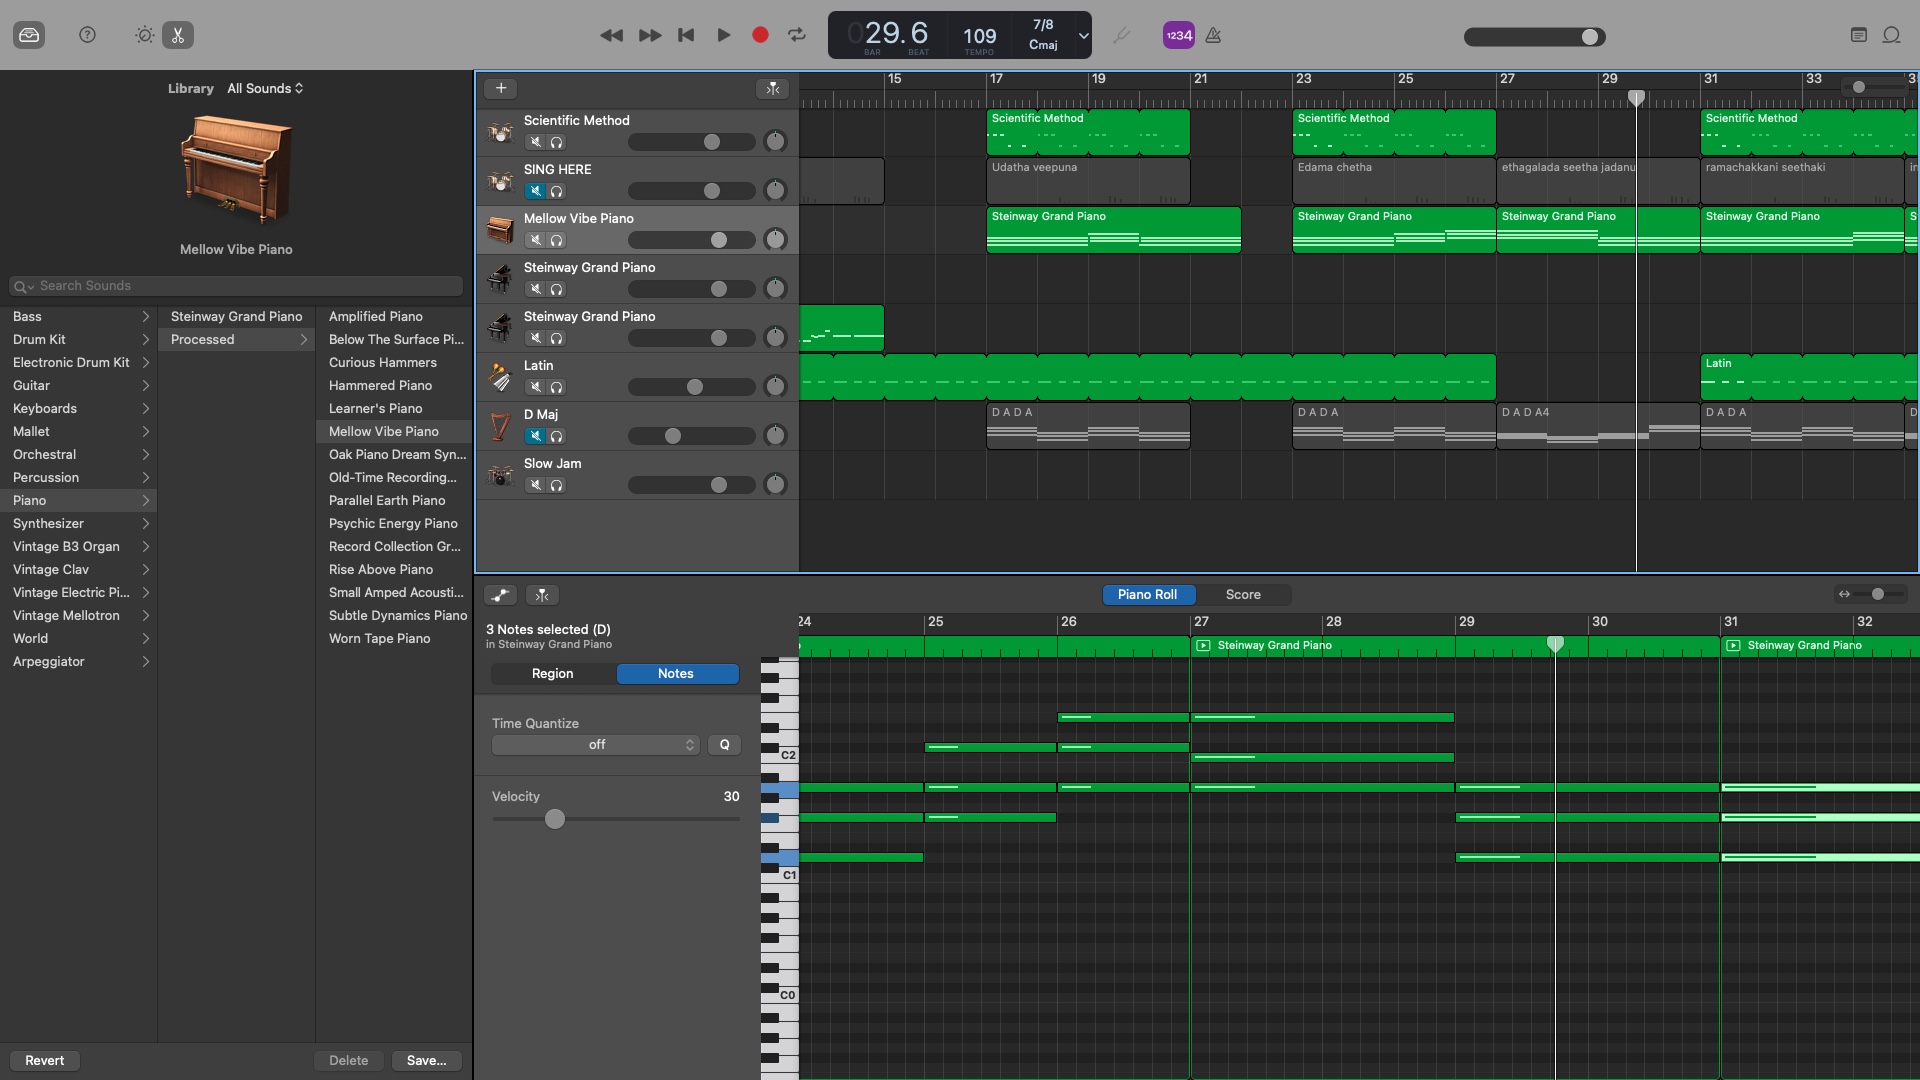 029.6
BAR BEAT
109
TEMPO
7/8
Cmaj
1234
Library All Sounds
Mellow Vibe Piano
Search Sounds
Bass
Drum Kit
Electronic Drum Kit
Guitar
Keyboards
Mallet
Orchestral
Percussion
Piano
Synthesizer
Vintage B3 Organ
Vintage Clav
Vintage Electric Pi...
Vintage Mellotron
World
Arpeggiator
Steinway Grand Piano
Processed
Amplified Piano
Below The Surface Pi...
Curious Hammers
Hammered Piano
Learner's Piano
Mellow Vibe Piano
Oak Piano Dream Syn...
Old-Time Recording...
Parallel Earth Piano
Psychic Energy Piano
Record Collection Gr...
Rise Above Piano
Small Amped Acousti...
Subtle Dynamics Piano
Worn Tape Piano
Revert Delete Save...
15 17 19 21 23 25 27 29 31 33
Scientific Method
Scientific Method Scientific Method Scientific Method
SING HERE
Udatha veepuna Edama chetha ethagalada seetha jadanu ramachakkani seethaki
Mellow Vibe Piano
Steinway Grand Piano Steinway Grand Piano Steinway Grand Piano Steinway Grand Piano S
Steinway Grand Piano
Steinway Grand Piano
Latin
Latin
D Maj
D A D A D A D A D A D A4 D A D A D
Slow Jam
Piano Roll Score
3 Notes selected (D)
in Steinway Grand Piano
Region Notes
Time Quantize
off Q
Velocity 30
24 25 26 27 28 29 30 31 32
Steinway Grand Piano Steinway Grand Piano
C2
C1
C0